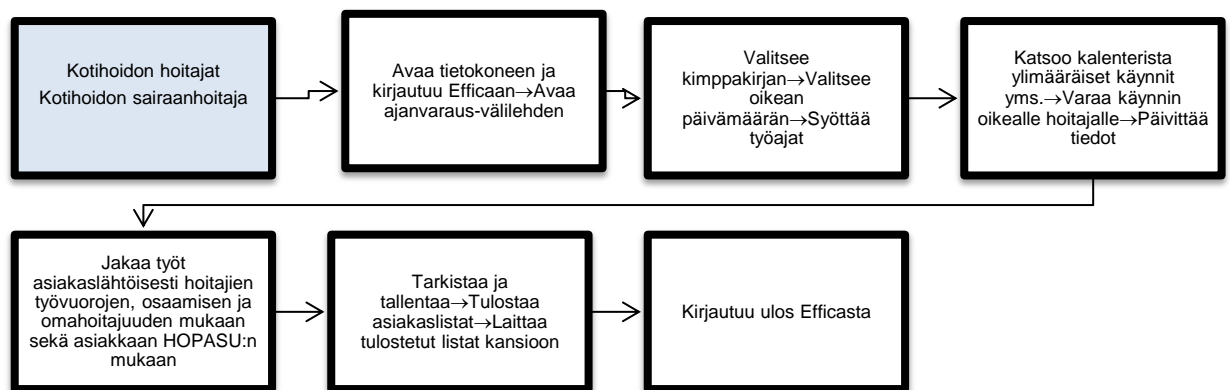 Kotihoidon hoitajat
Kotihoidon sairaanhoitaja
Avaa tietokoneen ja
kirjautuu Efficaan→Avaa
ajanvaraus-välilehden
Valitsee
kimppakirjan→Valitsee
oikean
päivämäärän→Syöttää
työajat
Katsoo kalenterista
ylimääräiset käynnit
yms.→Varaa käynnin
oikealle hoitajalle→Päivittää
tiedot
Jakaa työt
asiakaslähtöisesti hoitajien
työvuorojen, osaamisen ja
omahoitajuuden mukaan
sekä asiakkaan HOPASU:n
mukaan
Tarkistaa ja
tallentaa→Tulostaa
asiakaslistat→Laittaa
tulostetut listat kansioon
Kirjautuu ulos Efficasta